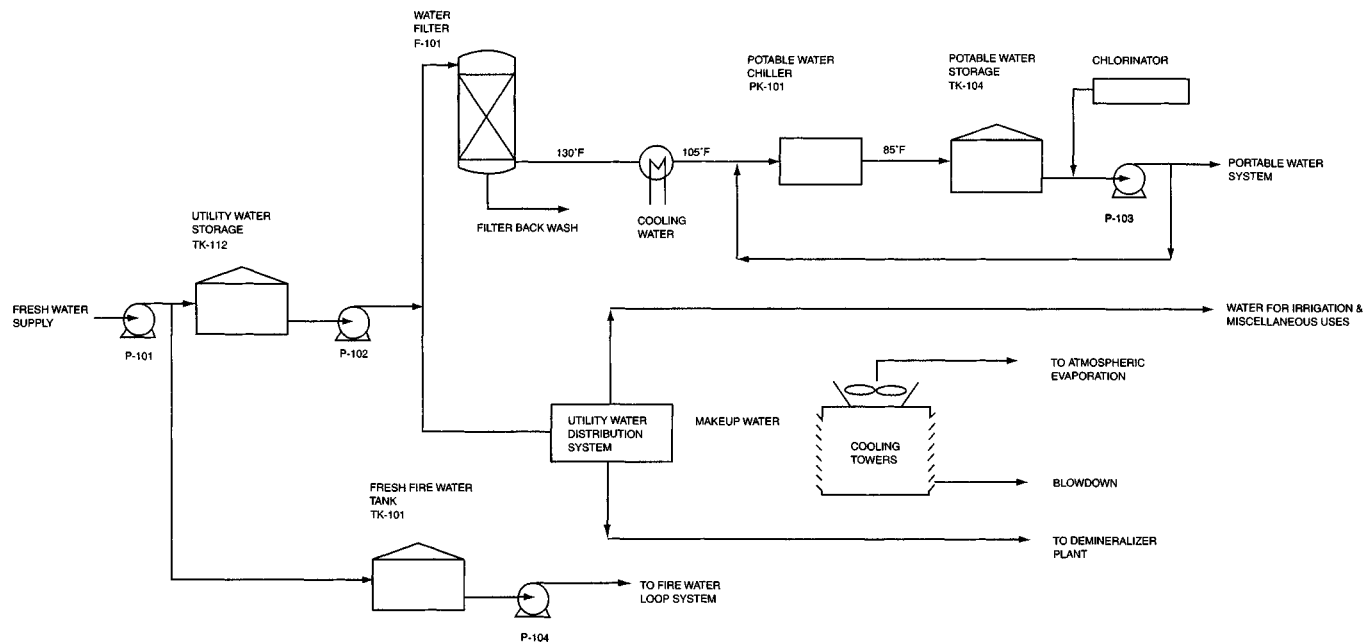 WATER
FILTER
F-101
POTABLE WATER
CHILLER
PK-101
POTABLE WATER
STORAGE
TK-104
CHLORINATOR
130°F
105°F
85°F
PORTABLE WATER
SYSTEM
P-103
FILTER BACK WASH
COOLING
WATER
UTILITY WATER
STORAGE
TK-112
FRESH WATER
SUPPLY
P-101
P-102
WATER FOR IRRIGATION &
MISCELLANEOUS USES
TO ATMOSPHERIC
EVAPORATION
UTILITY WATER
DISTRIBUTION
SYSTEM
MAKEUP WATER
COOLING
TOWERS
BLOWDOWN
FRESH FIRE WATER
TANK
TK-101
TO DEMINERALIZER
PLANT
TO FIRE WATER
LOOP SYSTEM
P-104